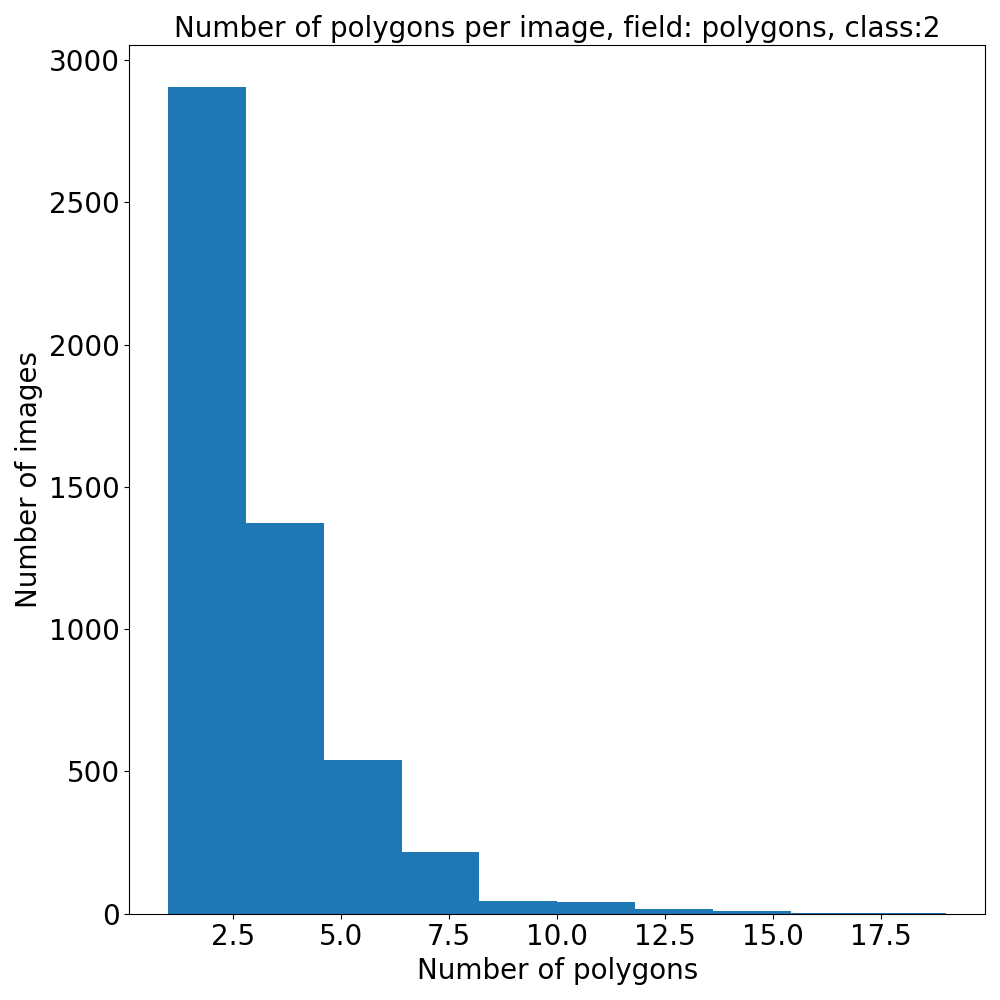 Number of polygons per image, field: polygons, class:2
3000
2500
2000
1500
1000
500
0
Number of images
2.5 5.0 7.5 10.0 12.5 15.0 17.5
Number of polygons